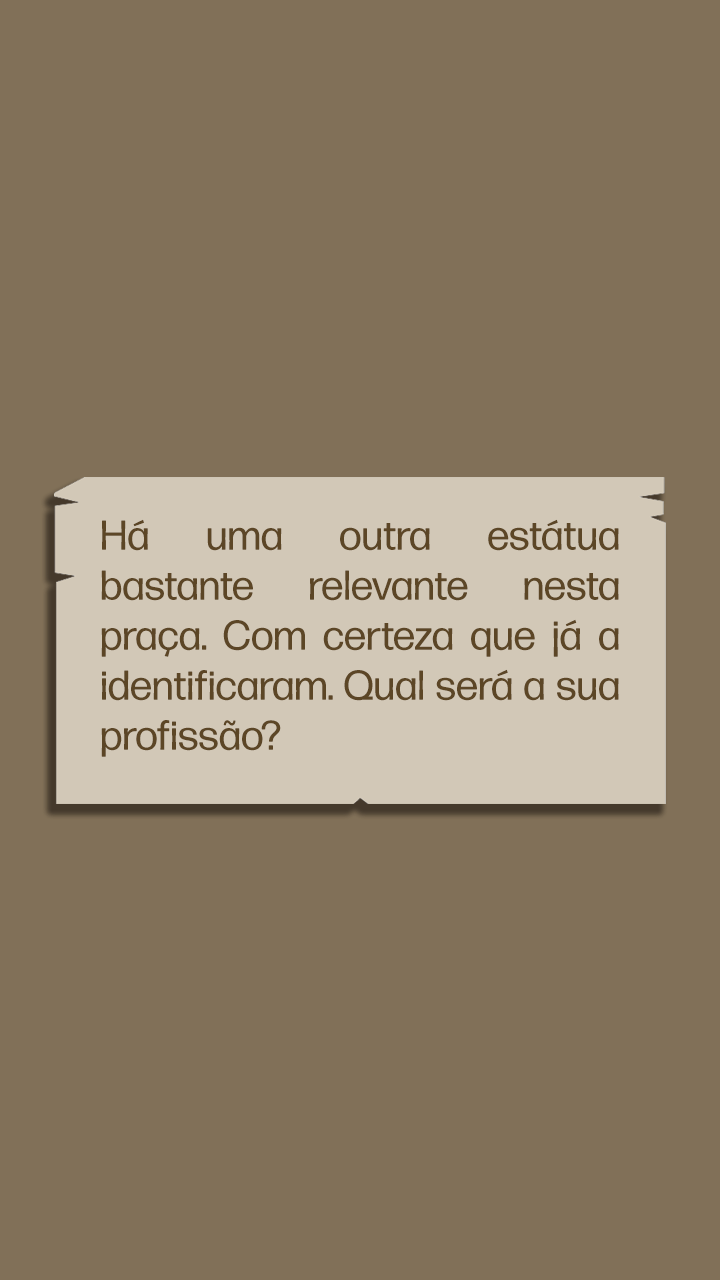 Há uma outra estátua
bastante relevante nesta
praça. Com certeza que já a
identificaram. Qual será a sua
profissão?